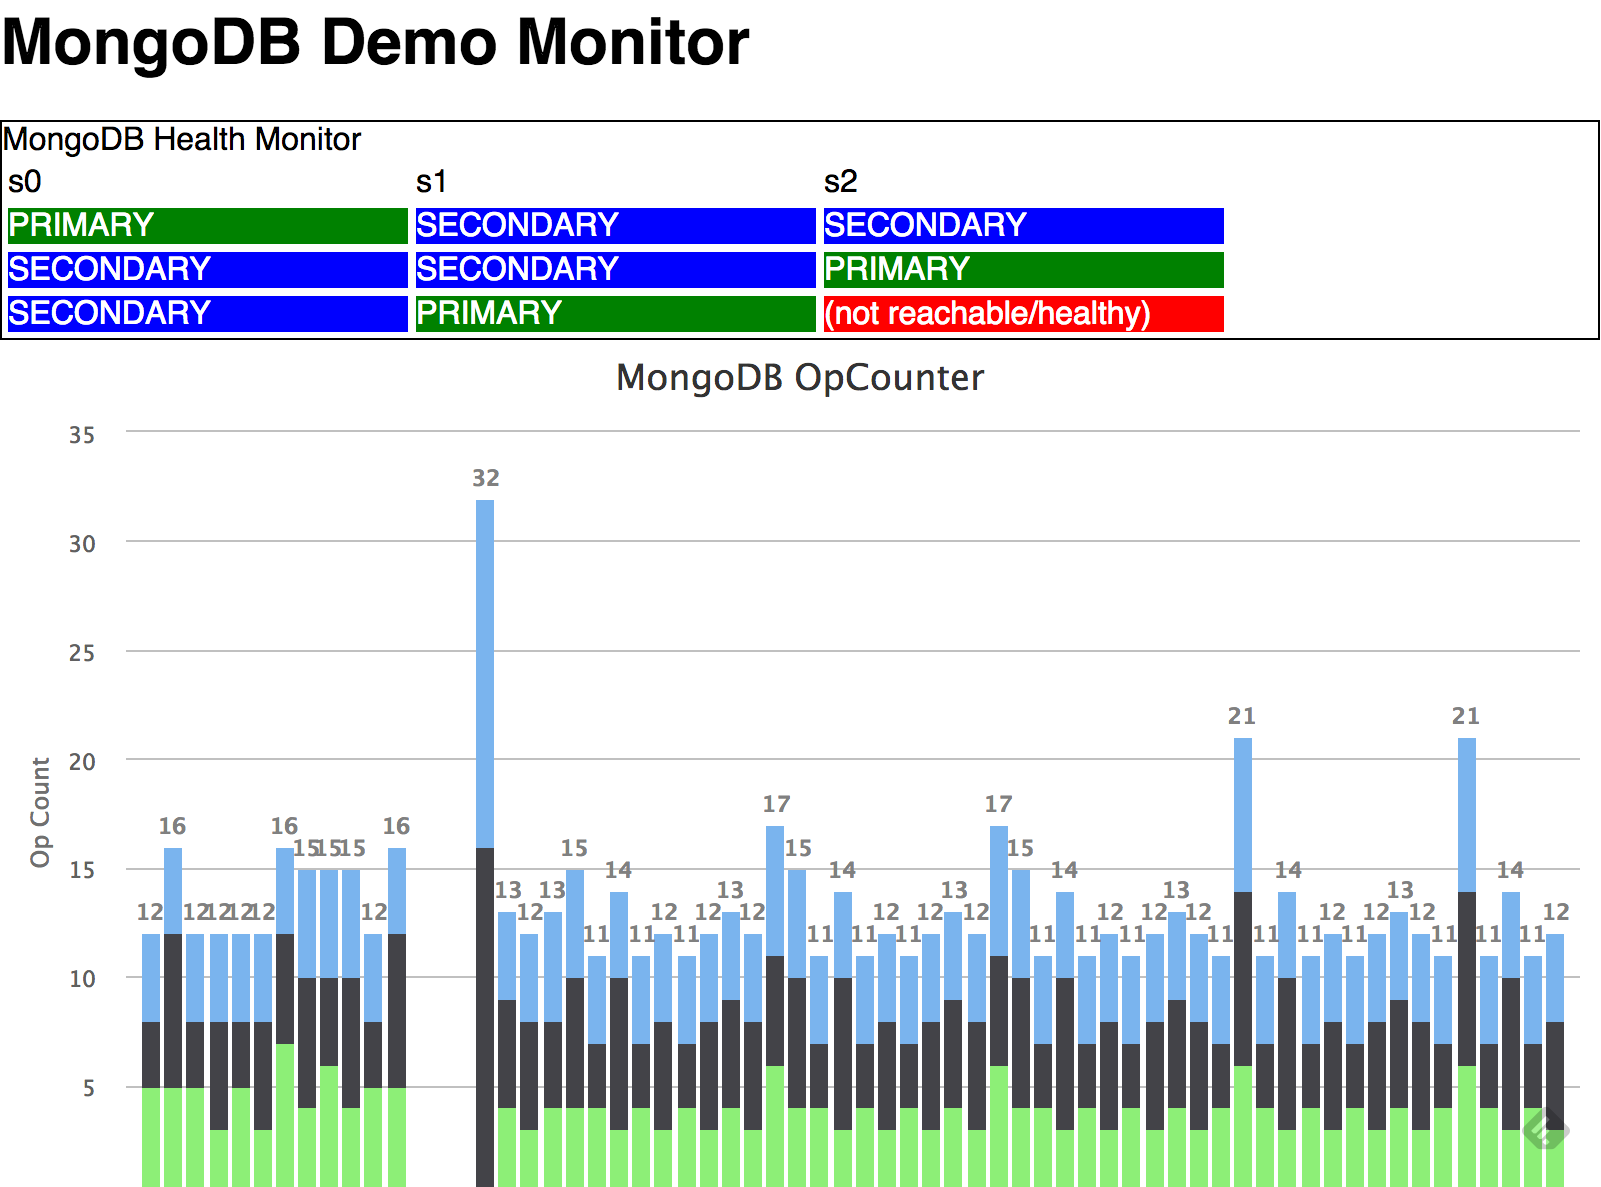 MongoDB Demo Monitor
MongoDB Health Monitor
s0 s1 s2
PRIMARY SECONDARY SECONDARY
SECONDARY SECONDARY PRIMARY
SECONDARY PRIMARY (not reachable/healthy)
MongoDB OpCounter
35
30
25
20
15
10
5
Op Count
12 16 12 12 12 12 16 15 15 15 12 16 32 13 12 13 15 11 14 11 12 11 12 13 12 17 15 11 14 11 12 11 12 13 12 17 15 11 14 11 12 11 12 13 12 11 21 11 14 11 12 11 12 13 12 11 21 11 14 11 12